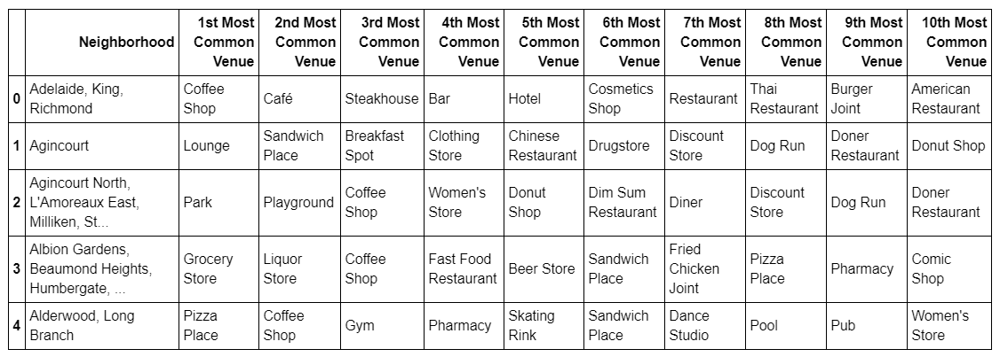 Neighborhood 1st Most Common Venue 2nd Most Common Venue 3rd Most Common Venue 4th Most Common Venue 5th Most Common Venue 6th Most Common Venue 7th Most Common Venue 8th Most Common Venue 9th Most Common Venue 10th Most Common Venue
0 Adelaide, King, Richmond Coffee Shop Café Steakhouse Bar Hotel Cosmetics Shop Restaurant Thai Restaurant Burger Joint American Restaurant
1 Agincourt Lounge Sandwich Place Breakfast Spot Clothing Store Chinese Restaurant Drugstore Discount Store Dog Run Doner Restaurant Donut Shop
2 Agincourt North, L'Amoreaux East, Milliken, St... Park Playground Coffee Shop Women's Store Donut Shop Dim Sum Restaurant Diner Discount Store Dog Run Doner Restaurant
3 Albion Gardens, Beaumond Heights, Humbergate, ... Grocery Store Liquor Store Coffee Shop Fast Food Restaurant Beer Store Sandwich Place Fried Chicken Joint Pizza Place Pharmacy Comic Shop
4 Alderwood, Long Branch Pizza Place Coffee Shop Gym Pharmacy Skating Rink Sandwich Place Dance Studio Pool Pub Women's Store